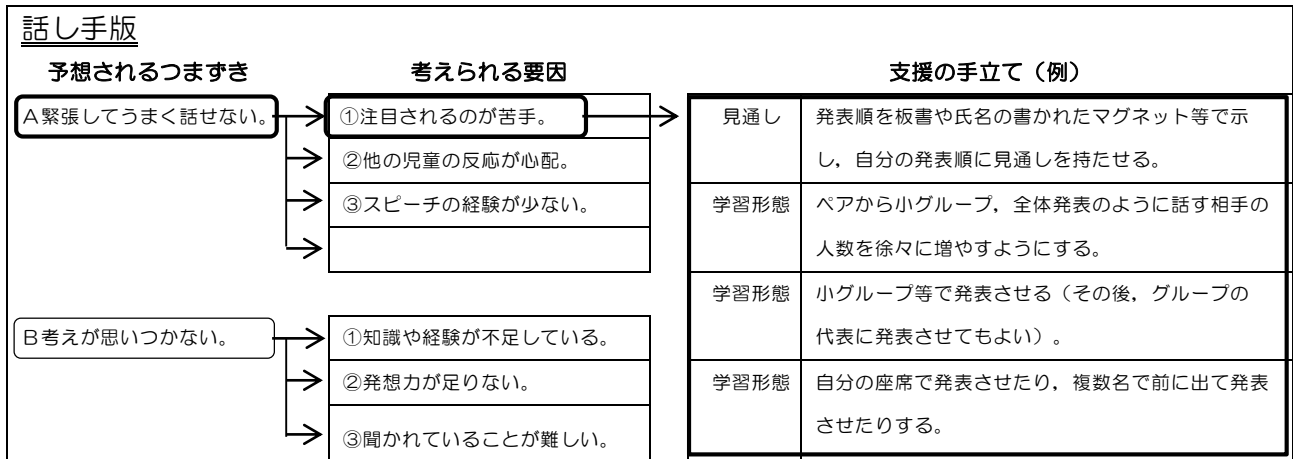 話し手版
予想されるつまずき
考えられる要因
支援の手立て（例）
A緊張してうまく話せない。
①注目されるのが苦手。
②他の児童の反応が心配。
③スピーチの経験が少ない。
見通し
発表順を板書や氏名の書かれたマグネット等で示
し，自分の発表順に見通しを持たせる。
学習形態
ペアから小グループ，全体発表のように話す相手の
人数を徐々に増やすようにする。
学習形態
小グループ等で発表させる（その後，グループの
代表に発表させてもよい）。
学習形態
自分の座席で発表させたり，複数名で前に出て発表
させたりする。
B考えが思いつかない。
①知識や経験が不足している。
②発想力が足りない。
③聞かれていることが難しい。